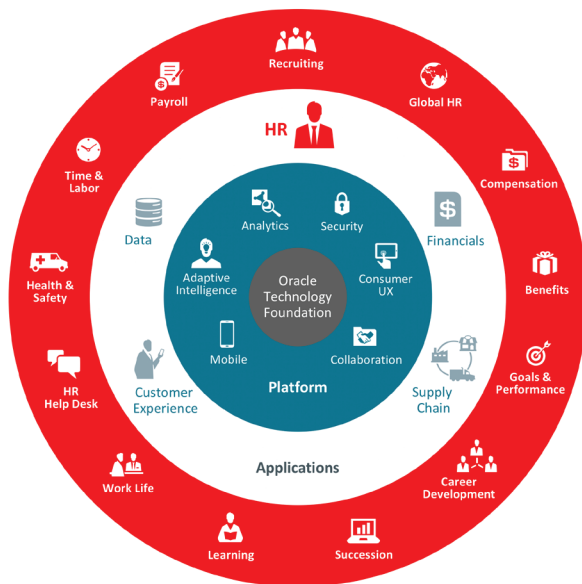 Recruiting
Payroll
Global HR
HR
Time &
Labor
Compensation
Data
Analytics
Security
Financials
Health &
Safety
Adaptive
Intelligence
Oracle
Technology
Foundation
Consumer
UX
Benefits
Mobile
Collaboration
HR
Help Desk
Customer
Experience
Platform
Supply
Chain
Goals &
Performance
Applications
Work Life
Career
Development
Learning
Succession